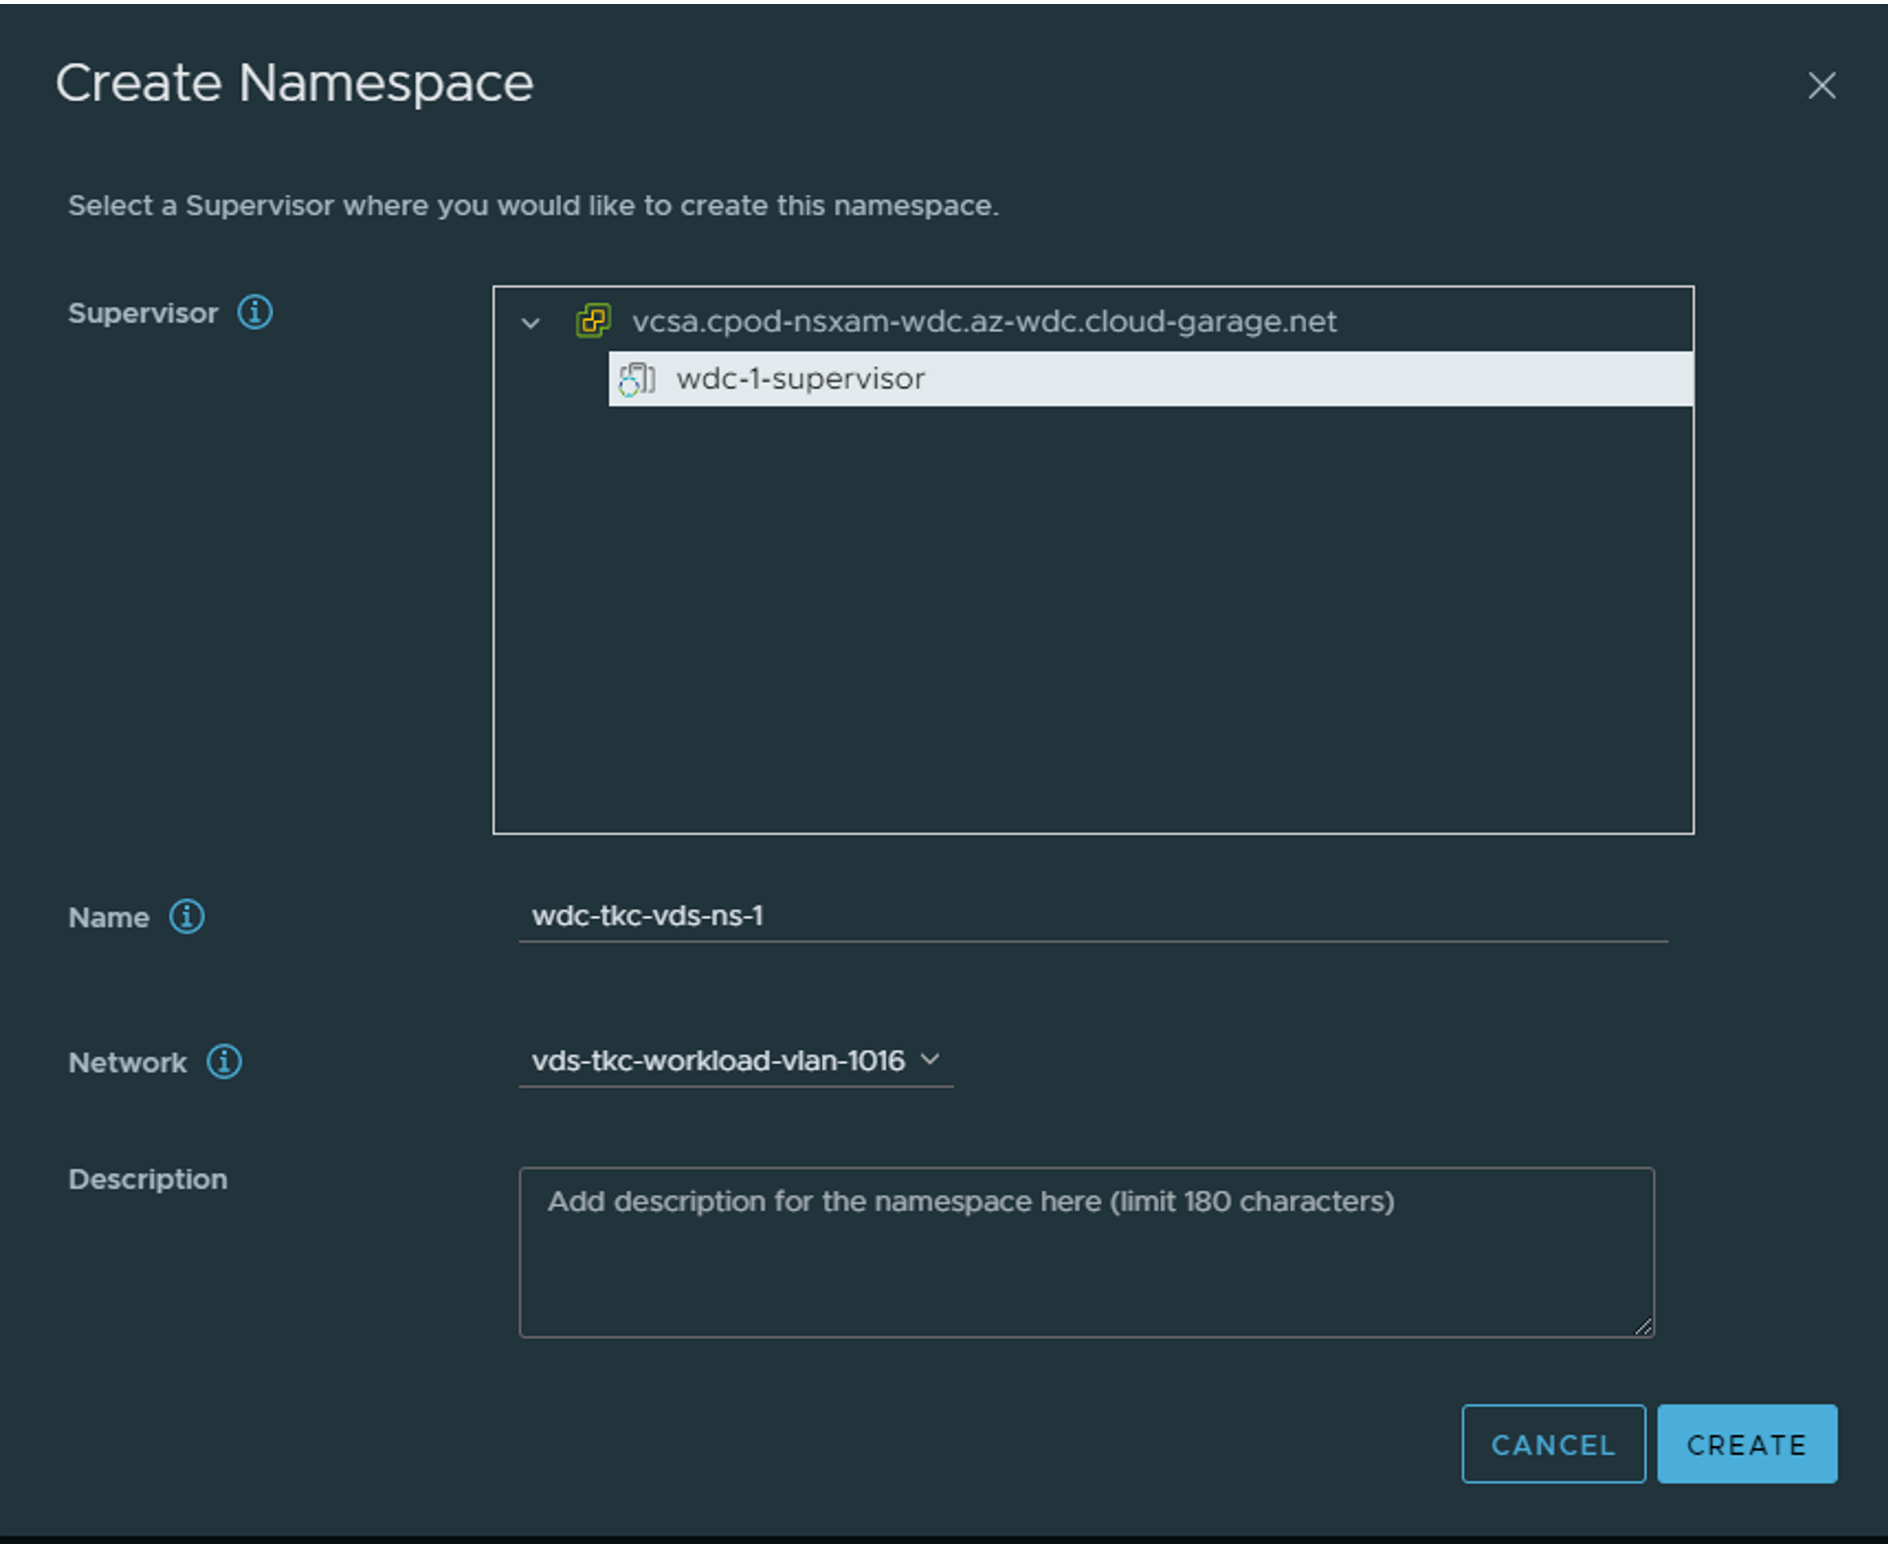 Create Namespace
Select a Supervisor where you would like to create this namespace.
Supervisor
vcsa.cpod-nsxam-wdc.az-wdc.cloud-garage.net
wdc-1-supervisor
Name
wdc-tkc-vds-ns-1
Network
vds-tkc-workload-vlan-1016
Description
Add description for the namespace here (limit 180 characters)
CANCEL
CREATE